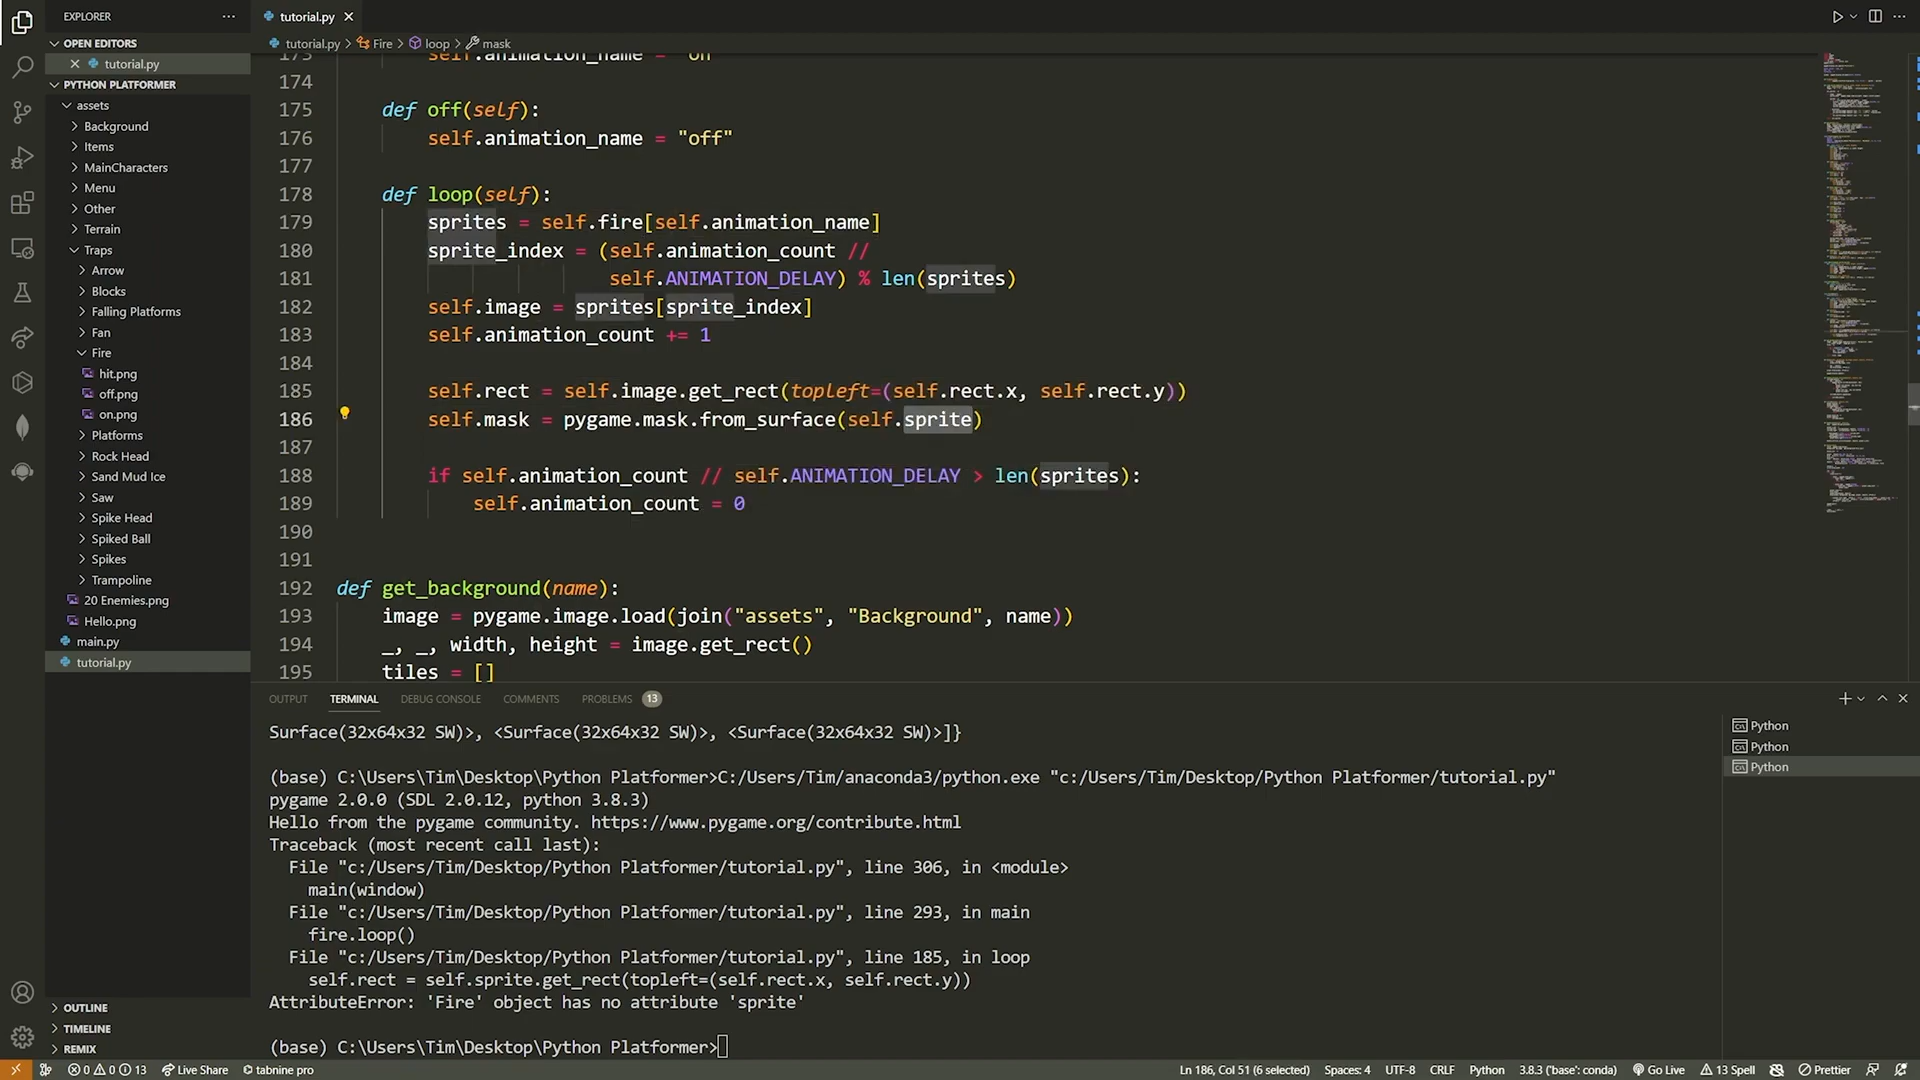 EXPLORER
OPEN EDITORS
tutorial.py
PYTHON PLATFORMER
assets
Background
Items
MainCharacters
Menu
Other
Terrain
Traps
Arrow
Blocks
Falling Platforms
Fan
Fire
hit.png
off.png
on.png
Platforms
Rock Head
Sand Mud Ice
Saw
Spike Head
Spiked Ball
Spikes
Trampoline
20 Enemies.png
Hello.png
main.py
tutorial.py
OUTLINE
TIMELINE
REMIX
tutorial.py
tutorial.py > Fire > loop > mask
173 self.animation_name = "on"
174
175 def off(self):
176 self.animation_name = "off"
177
178 def loop(self):
179 sprites = self.fire[self.animation_name]
180 sprite_index = (self.animation_count //
181 self.ANIMATION_DELAY) % len(sprites)
182 self.image = sprites[sprite_index]
183 self.animation_count += 1
184
185 self.rect = self.image.get_rect(topleft=(self.rect.x, self.rect.y))
186 self.mask = pygame.mask.from_surface(self.sprite)
187
188 if self.animation_count // self.ANIMATION_DELAY > len(sprites):
189 self.animation_count = 0
190
191
192 def get_background(name):
193 image = pygame.image.load(join("assets", "Background", name))
194 _, _, width, height = image.get_rect()
195 tiles = []
OUTPUT TERMINAL DEBUG CONSOLE COMMENTS PROBLEMS 13
Surface(32x64x32 SW)>, <Surface(32x64x32 SW)>, <Surface(32x64x32 SW)>]}
(base) C:\Users\Tim\Desktop\Python Platformer>C:/Users/Tim/anaconda3/python.exe "c:/Users/Tim/Desktop/Python Platformer/tutorial.py"
pygame 2.0.0 (SDL 2.0.12, python 3.8.3)
Hello from the pygame community. https://www.pygame.org/contribute.html
Traceback (most recent call last):
File "c:/Users/Tim/Desktop/Python Platformer/tutorial.py", line 306, in <module>
main(window)
File "c:/Users/Tim/Desktop/Python Platformer/tutorial.py", line 293, in main
fire.loop()
File "c:/Users/Tim/Desktop/Python Platformer/tutorial.py", line 185, in loop
self.rect = self.sprite.get_rect(topleft=(self.rect.x, self.rect.y))
AttributeError: 'Fire' object has no attribute 'sprite'
(base) C:\Users\Tim\Desktop\Python Platformer>
Python
Python
Python
0 0 13 Live Share tabnine pro Ln 186, Col 51 (6 selected) Spaces: 4 UTF-8 CRLF Python 3.8.3 ('base': conda) Go Live 13 Spell Prettier